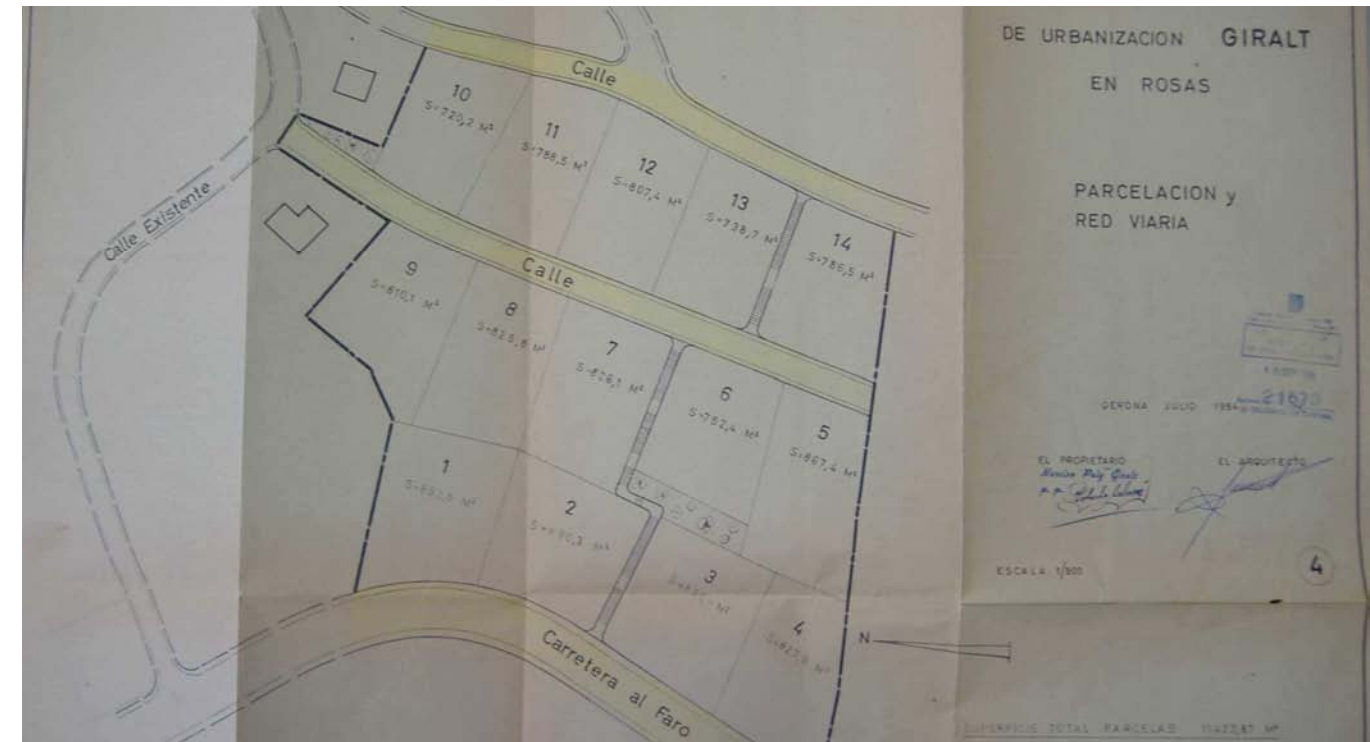 DE URBANIZACION GIRALT
EN ROSAS
PARCELACION y
RED VIARIA
GERONA JULIO
21670
EL PROPIETARIO
EL ARQUITECTO
ESCALA 1/500
4
N
SUPERFICIE TOTAL PARCELAS
Calle
10
S=720,2 M²
11
S=788,5 M²
12
S=807,4 M²
13
S=738,7 M²
14
S=786,5 M²
Calle Existente
Calle
9
S=810,1 M²
8
7
6
S=752,4 M²
5
S=867,4 M²
1
2
3
4
Carretera al Faro